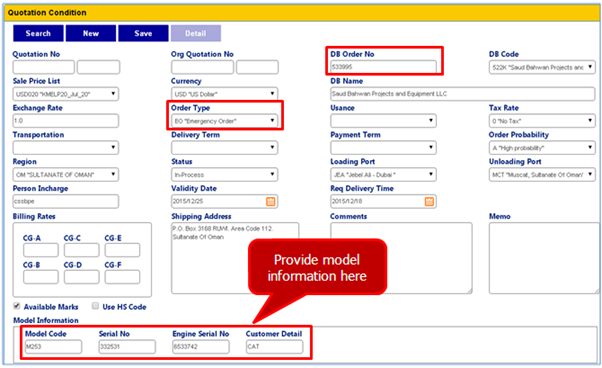 Quotation Condition
Search New Save Detail
Quotation No Org Quotation No DB Order No DB Code
533995 522K "Saud Bahwan Projects and
Sale Price List Currency DB Name
USD020 "KMELP20_Jul_20" USD "US Dollar" Saud Bahwan Projects and Equipment LLC
Exchange Rate Order Type Usance Tax Rate
1.0 EO "Emergency Order" 0 "No Tax"
Transportation Delivery Term Payment Term Order Probability
A "High probability"
Region Status Loading Port Unloading Port
OM "SULTANATE OF OMAN" In-Process JEA "Jebel Ali - Dubai " MCT "Muscat, Sultanate Of Oman"
Person Incharge Validity Date Req Delivery Time
cssbpe 2015/12/25 2015/12/18
Billing Rates Shipping Address Comments Memo
P.O. Box.3168 RUWI. Area Code 112.
Sultanate Of Oman
CG-A CG-C CG-E
CG-B CG-D CG-F
Provide model
information here
Available Marks Use HS Code
Model Information
Model Code Serial No Engine Serial No Customer Detail
M253 332531 6533742 CAT